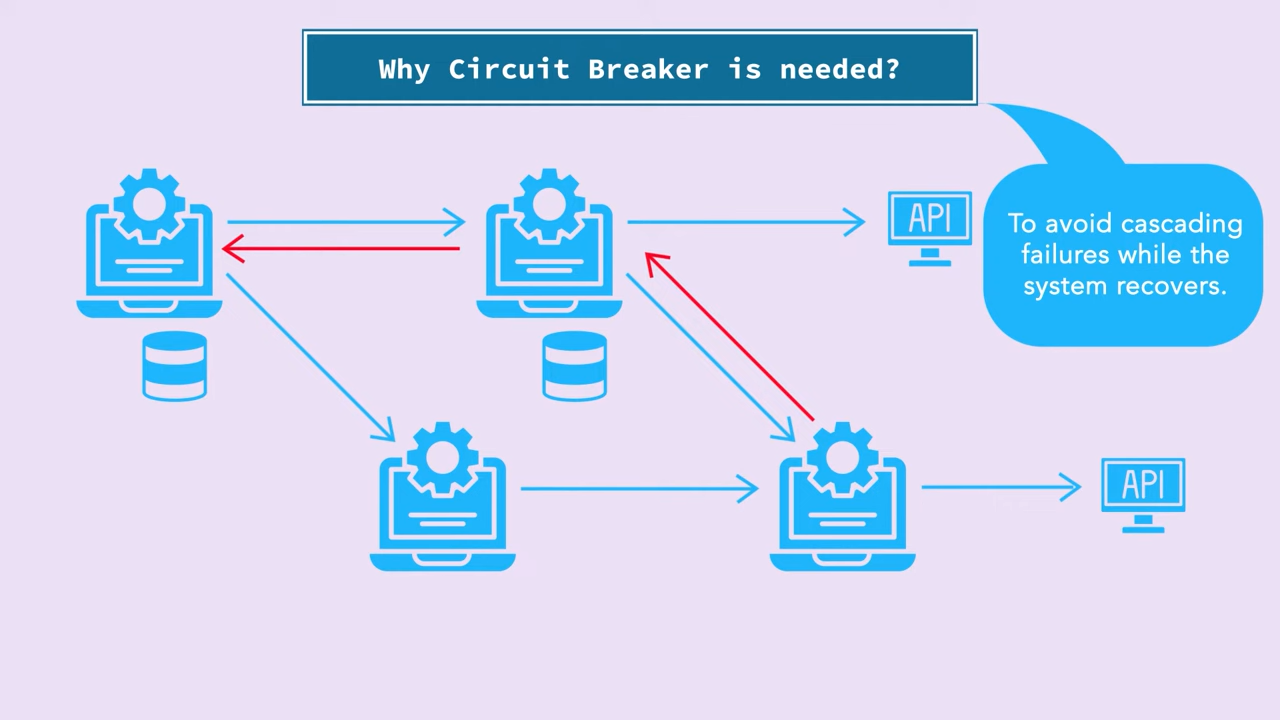 Why Circuit Breaker is needed?
To avoid cascading
failures while the
system recovers.
API
API